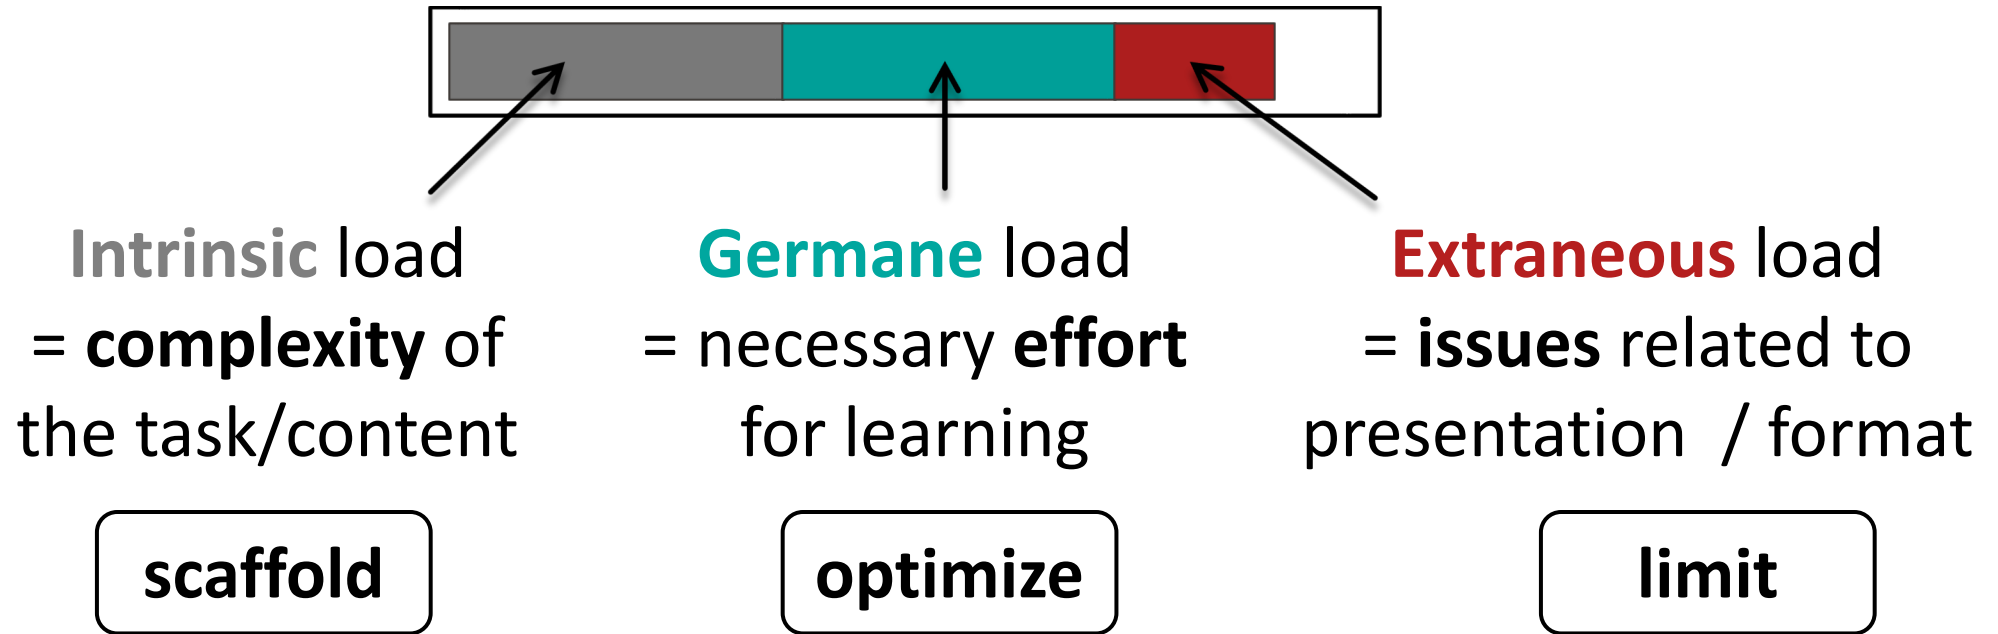 Intrinsic load
= complexity of
the task/content
scaffold
Germane load
= necessary effort
for learning
optimize
Extraneous load
= issues related to
presentation / format
limit